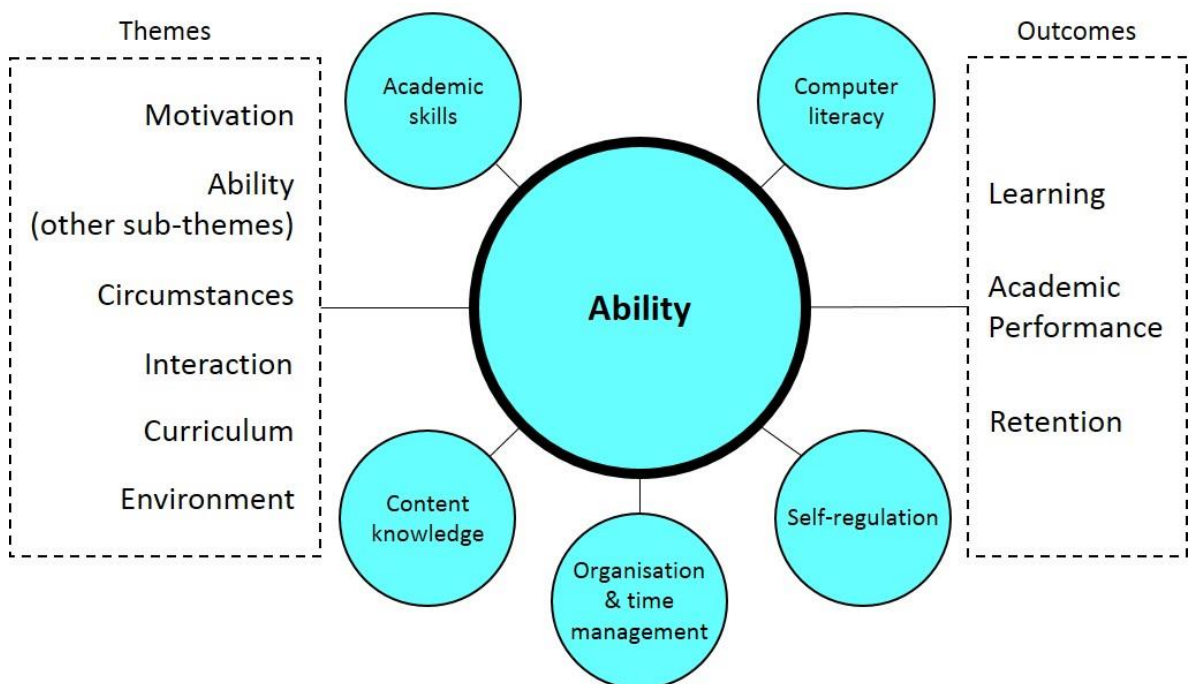 Themes
Motivation
Ability
(other sub-themes)
Circumstances
Interaction
Curriculum
Environment
Academic
skills
Computer
literacy
Ability
Content
knowledge
Organisation
& time
management
Self-regulation
Outcomes
Learning
Academic
Performance
Retention